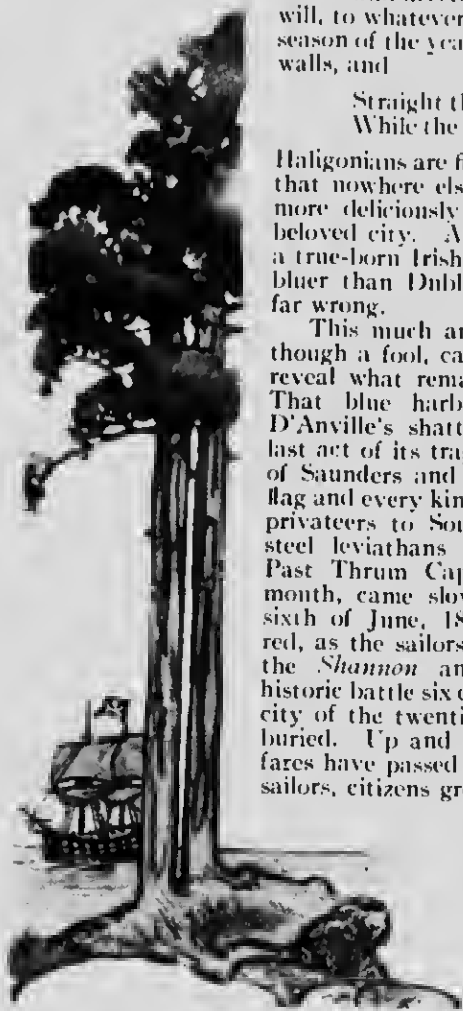 will, to whatever
season of the yea
walls, and
Straight th
While the
Haligonians are fi
that nowhere els
more deliciously
beloved city. A
a true-born Irish
bluer than Dubl
far wrong.
This much an
though a fool, ca
reveal what rema
That blue harb
D'Anville's shatt
last act of its tra
of Saunders and
flag and every kin
privateers to Sou
steel leviathans
Past Thrum Cap
month, came slov
sixth of June, 18
red, as the sailors
the Shannon an
historic battle six d
city of the twenti
buried. Up and
fares have passed
sailors, citizens gr